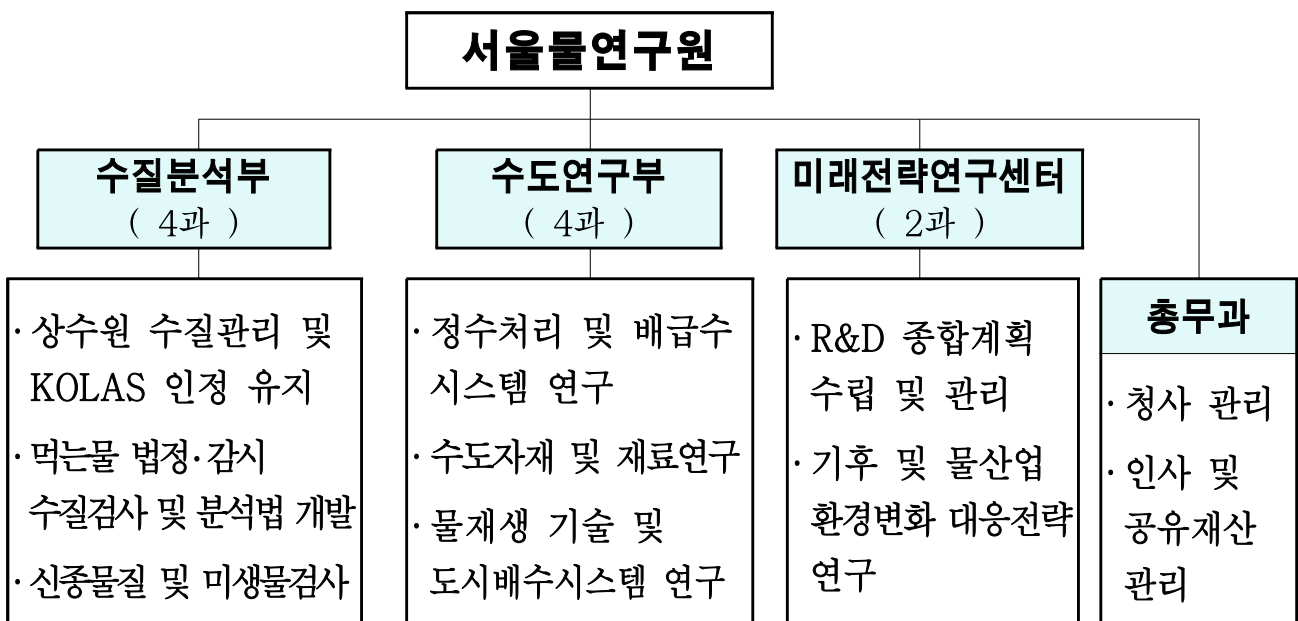 서울물연구원
수질분석부
( 4과 )
수도연구부
( 4과 )
미래전략연구센터
( 2과 )
· 상수원 수질관리 및
KOLAS 인정 유지
· 먹는물 법정·감시
수질검사 및 분석법 개발
· 신종물질 및 미생물검사
· 정수처리 및 배급수
시스템 연구
· 수도자재 및 재료연구
· 물재생 기술 및
도시배수시스템 연구
· R&D 종합계획
수립 및 관리
· 기후 및 물산업
환경변화 대응전략
연구
총무과
· 청사 관리
· 인사 및
공유재산
관리